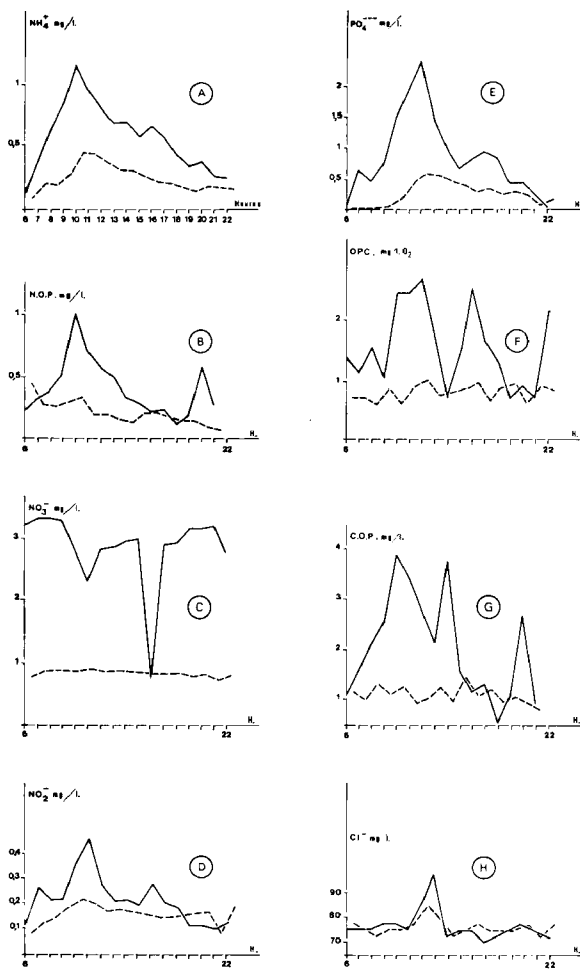 NH4+ mg/l.
A
1
0,5
6 7 8 9 10 11 12 13 14 15 16 17 18 19 20 21 22
Heures
PO4--- mg/l.
E
2
1,5
1
0,5
6 22 H.
N.O.P. mg/l.
B
1
0,5
6 22 H.
OPC. mg l. O2
F
2
1
6 22 H.
NO3- mg/l.
C
3
2
1
6 22 H.
C.O.P. mg/l.
G
4
3
2
1
6 22 H.
NO2- mg/l.
D
0,4
0,3
0,2
0,1
6 22 H.
Cl- mg l.
H
90
80
70
6 22 H.